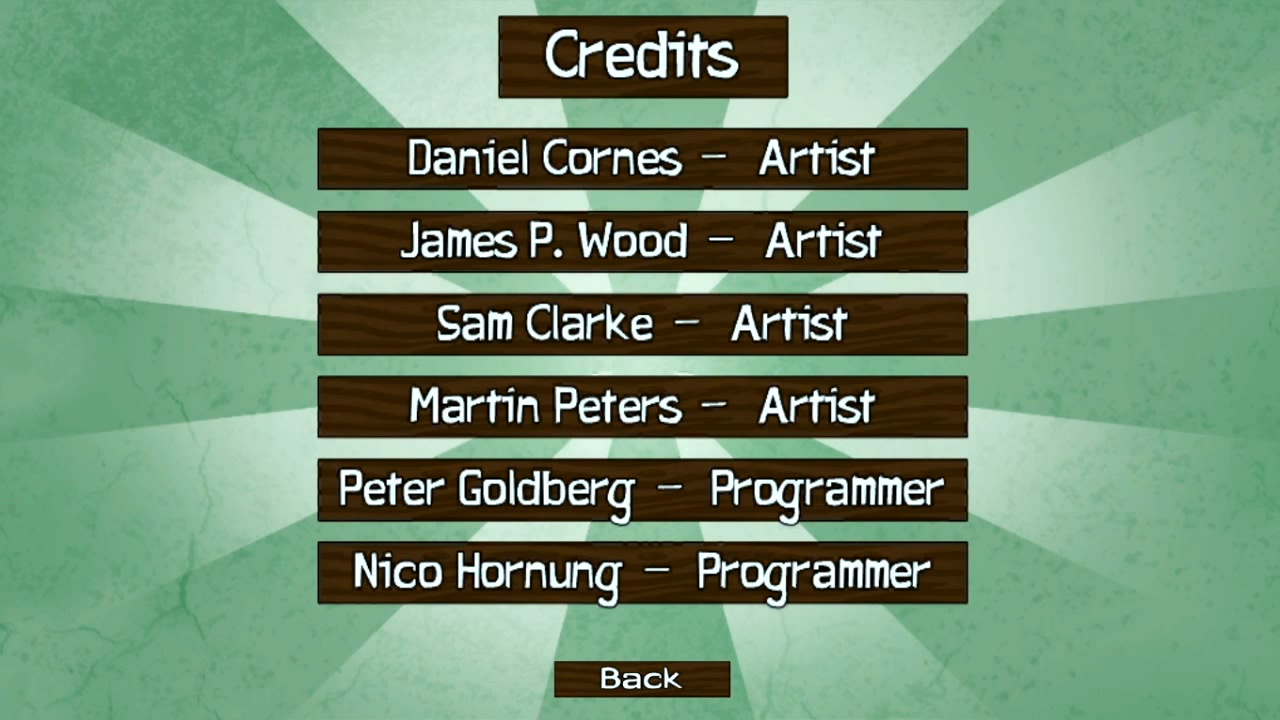 Credits
Daniel Cornes - Artist
James P. Wood - Artist
Sam Clarke - Artist
Martin Peters - Artist
Peter Goldberg - Programmer
Nico Hornung - Programmer
Back